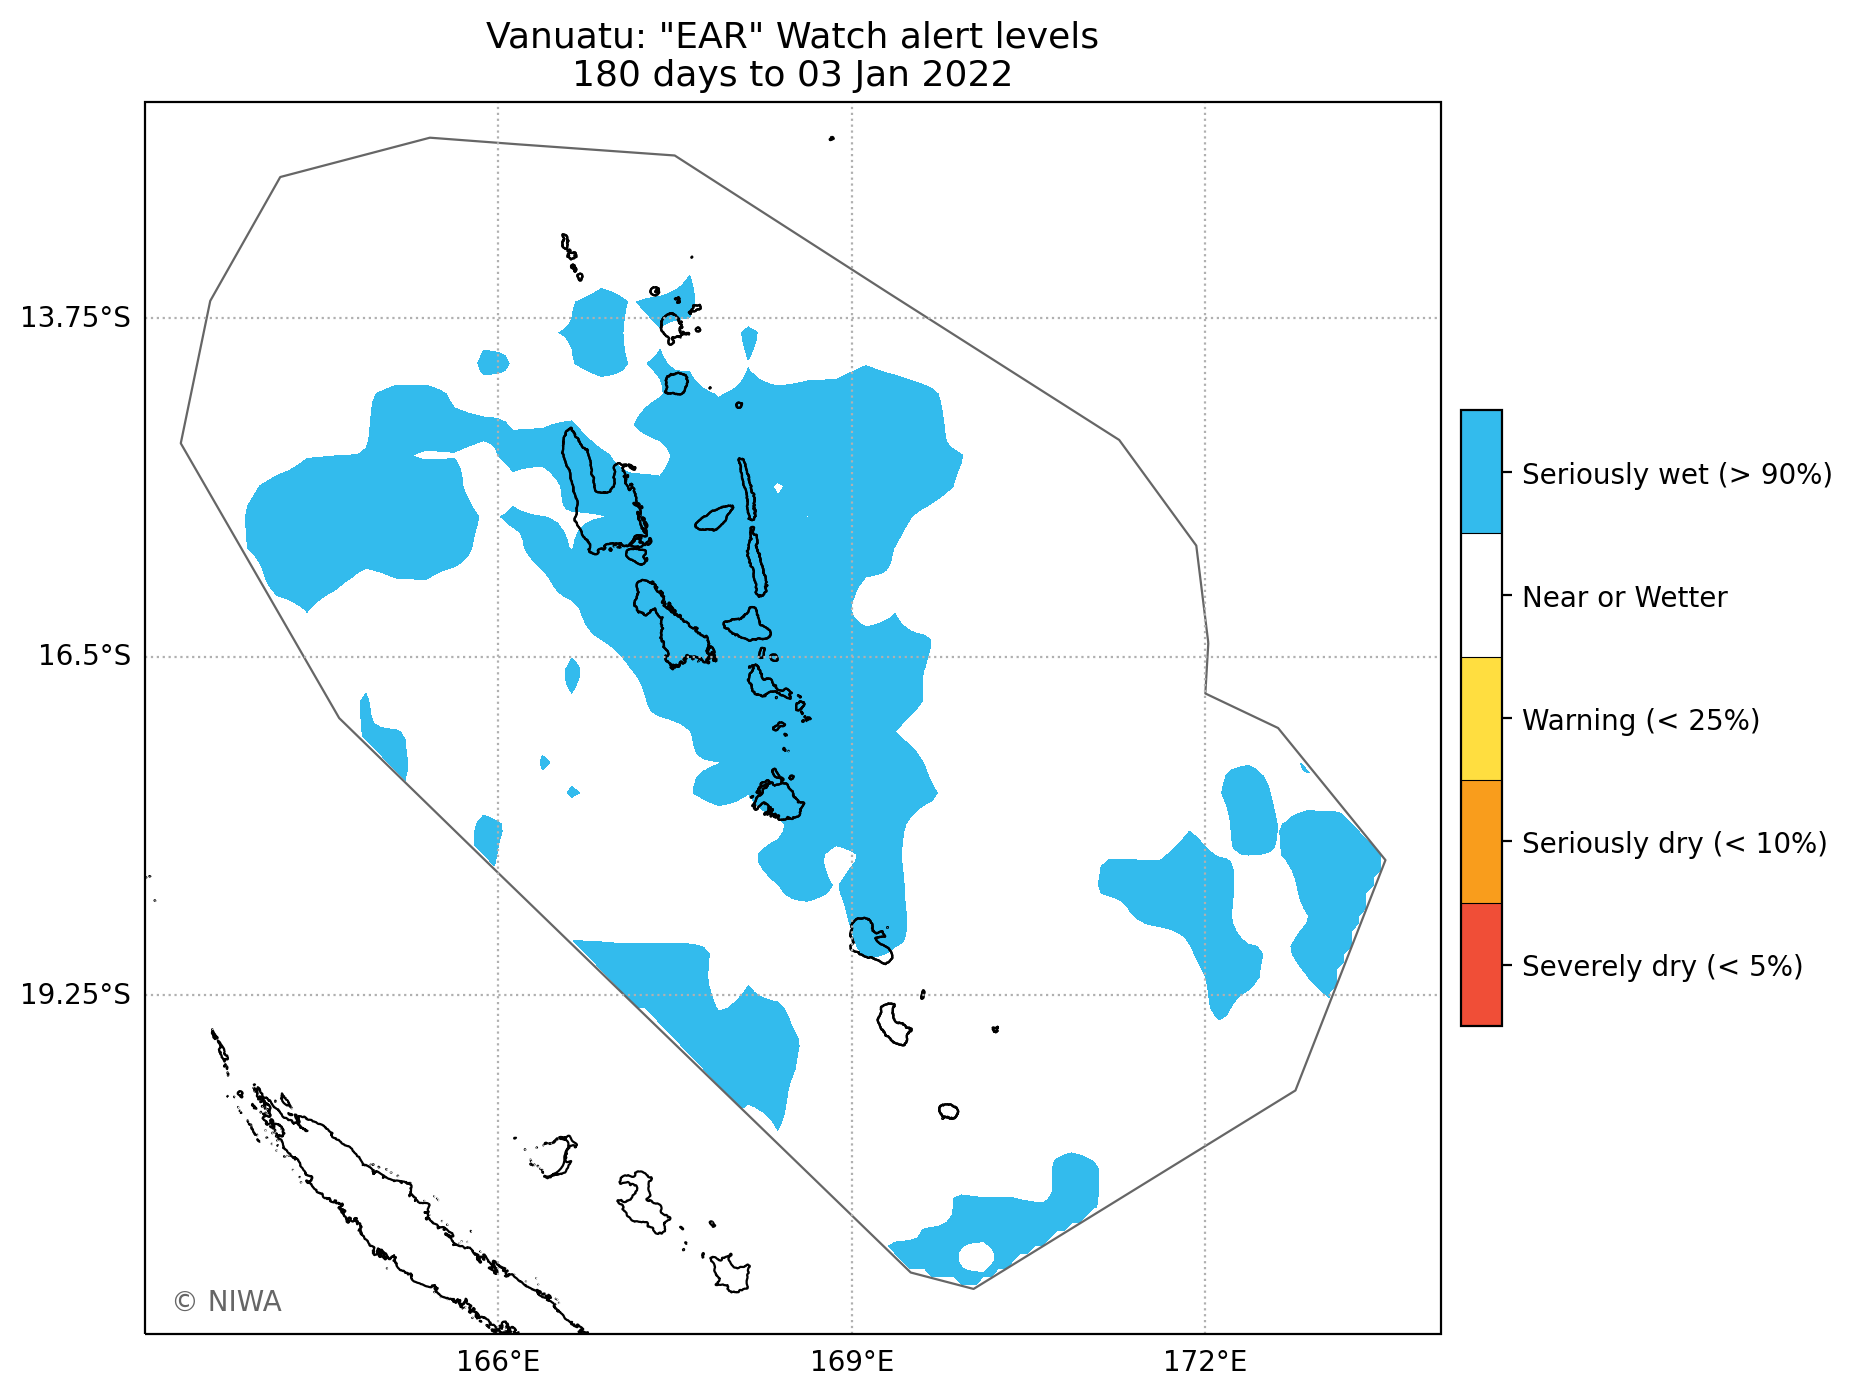 Vanuatu: "EAR" Watch alert levels
180 days to 03 Jan 2022
13.75°S
16.5°S
19.25°S
166°E
169°E
172°E
Seriously wet (> 90%)
Near or Wetter
Warning (< 25%)
Seriously dry (< 10%)
Severely dry (< 5%)
© NIWA